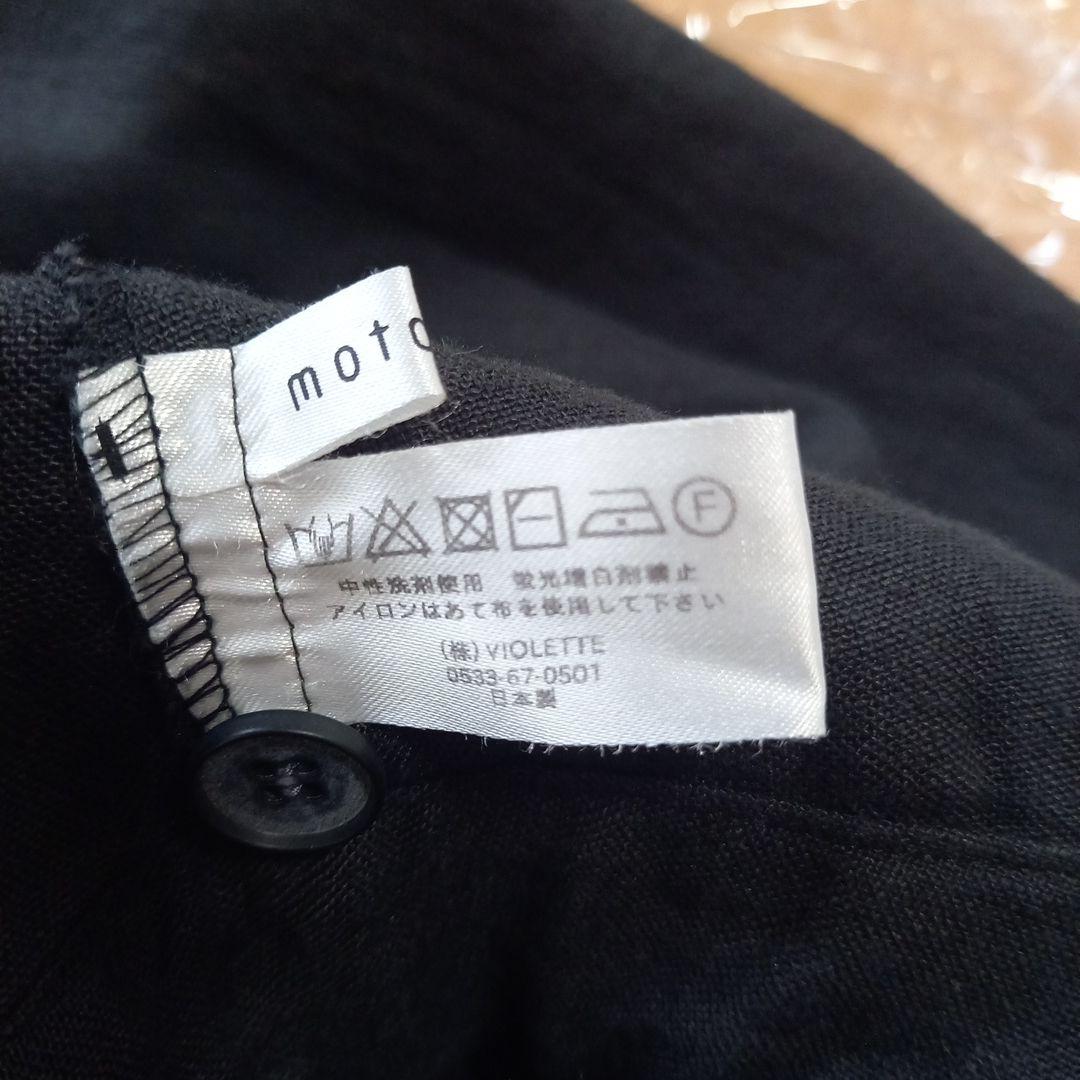 moto
F
中性洗剤使用 蛍光増白剤禁止
アイロンはあて布を使用して下さい
(株)VIOLETTE
0533-67-0501
日本製